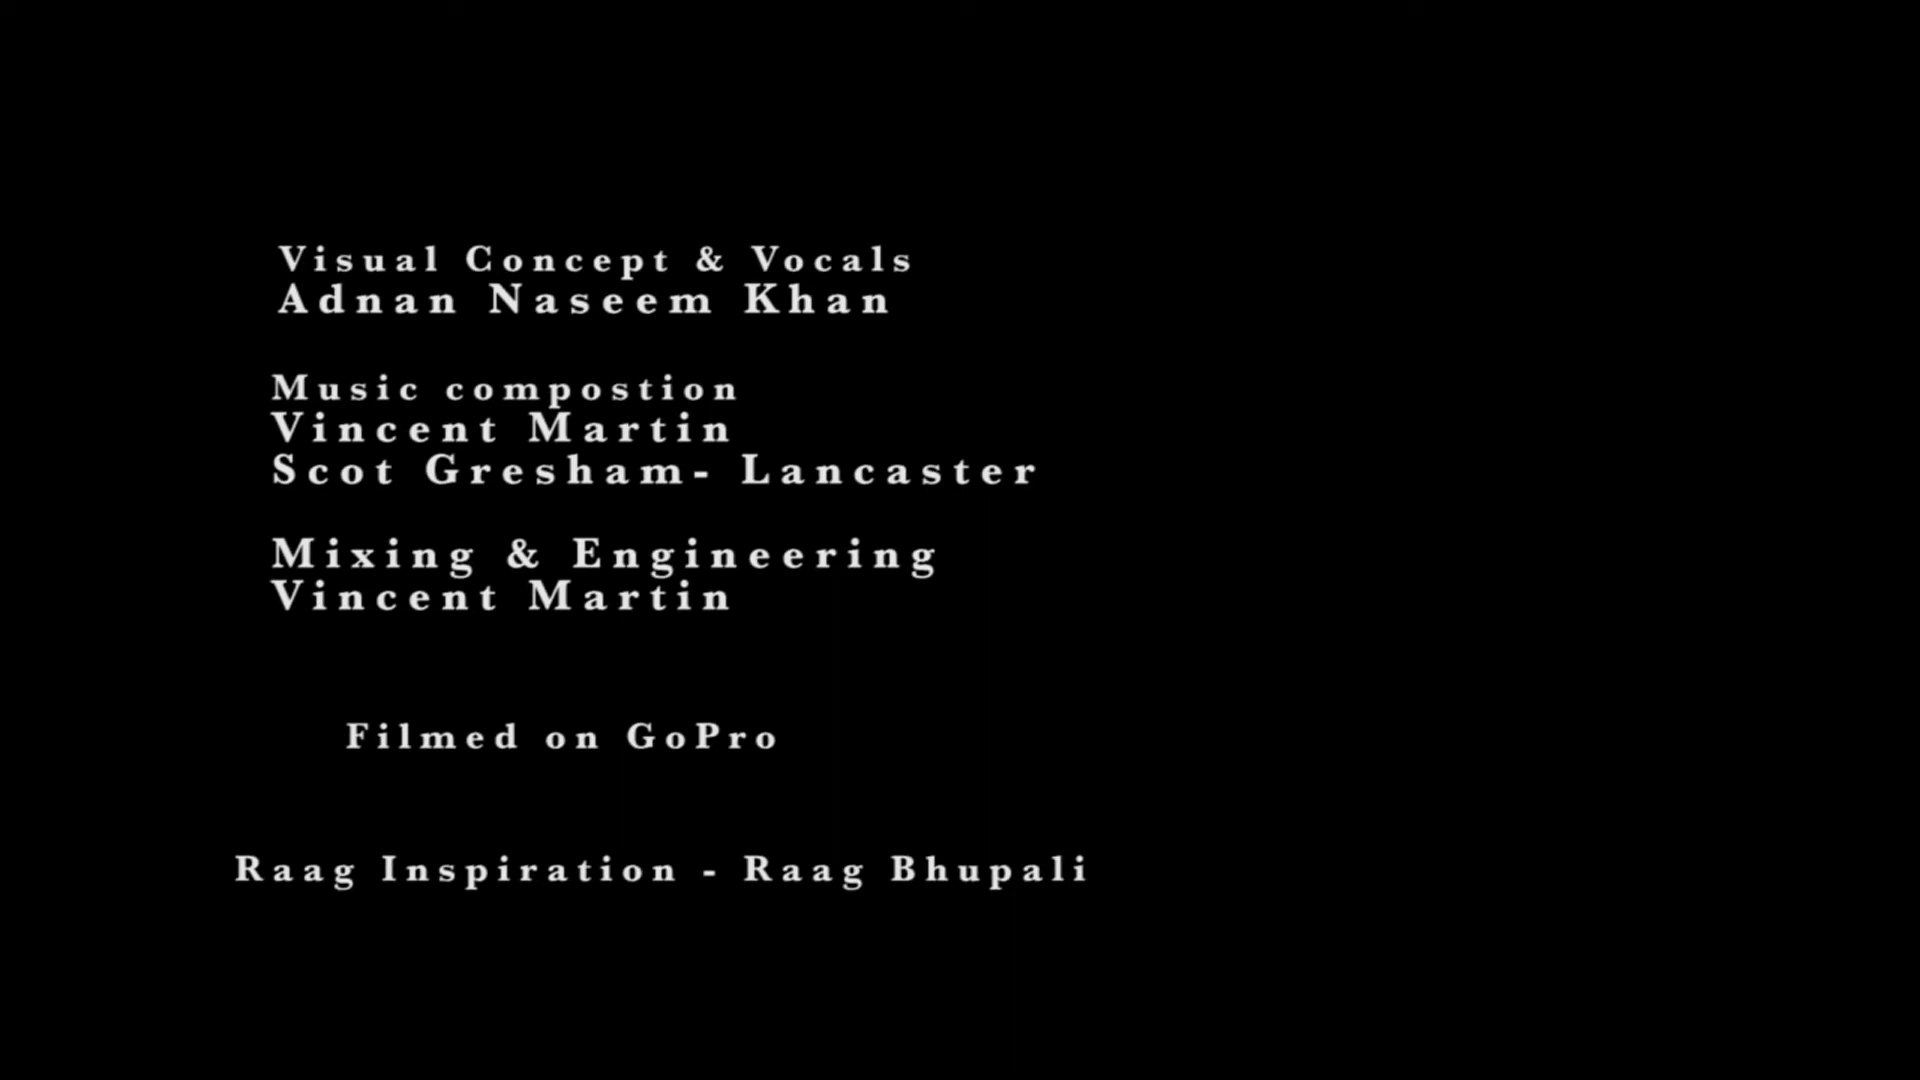 Visual Concept & Vocals
Adnan Naseem Khan
Music compostion
Vincent Martin
Scot Gresham- Lancaster
Mixing & Engineering
Vincent Martin
Filmed on GoPro
Raag Inspiration - Raag Bhupali